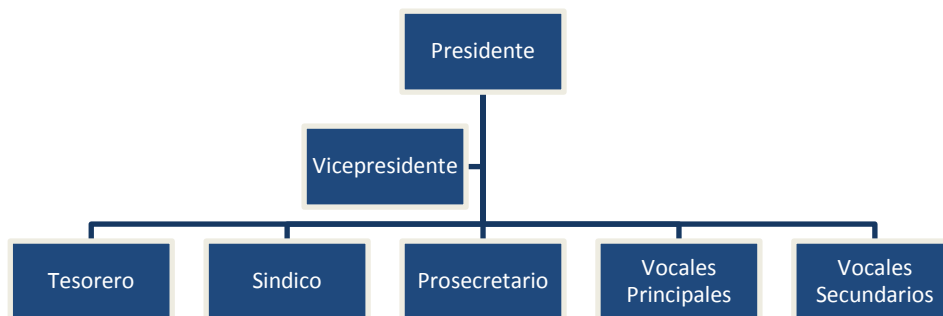 Presidente
Vicepresidente
Tesorero
Sindico
Prosecretario
Vocales
Principales
Vocales
Secundarios